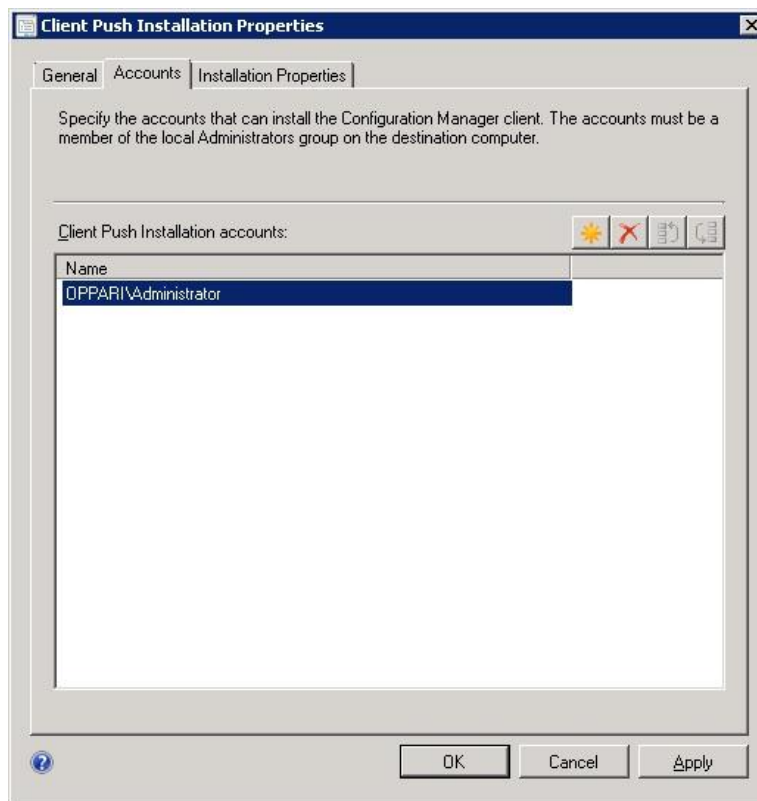 Client Push Installation Properties
General Accounts Installation Properties
Specify the accounts that can install the Configuration Manager client. The accounts must be a
member of the local Administrators group on the destination computer.
Client Push Installation accounts:
Name
OPPARI\Administrator
OK Cancel Apply